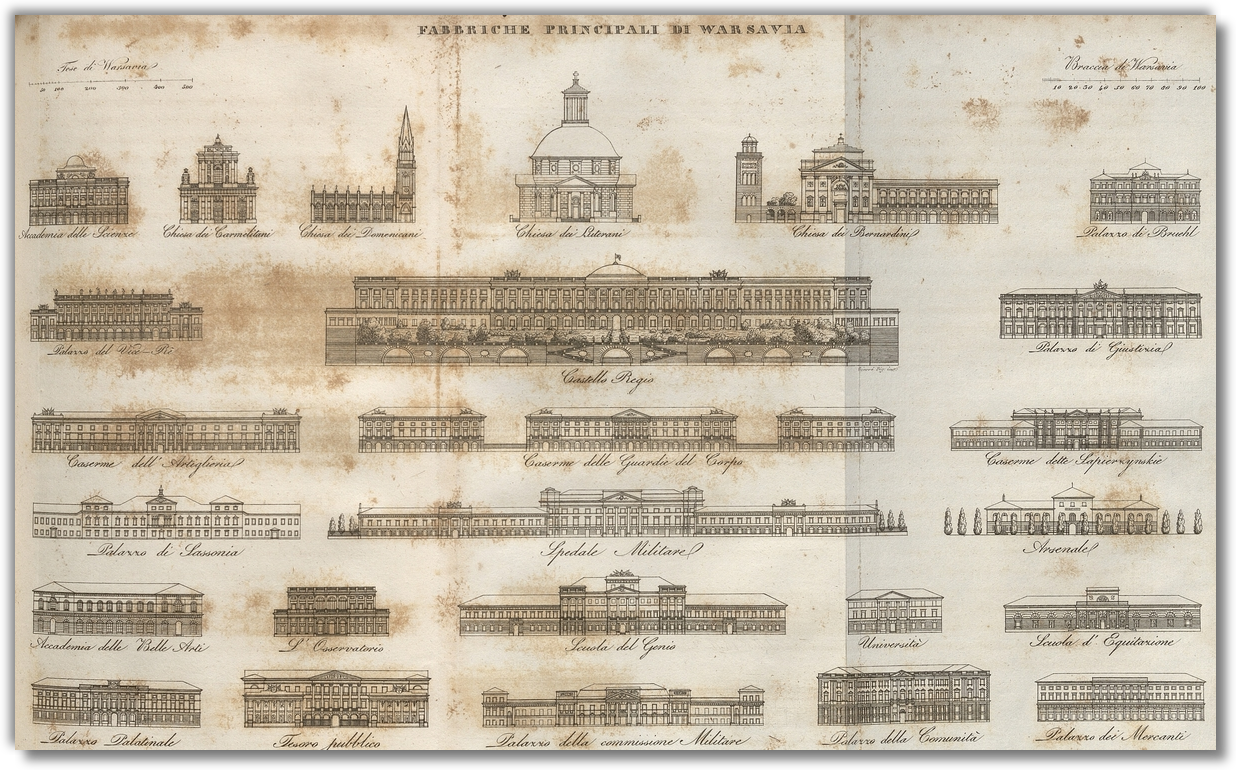 FABBRICHE PRINCIPALI DI WARSAVIA
Tese di Warsavia
50 100 200 300 400 500
Braccia di Warsavia
10 20 30 40 50 60 70 80 90 100
Accademia delle Scienze
Chiesa dei Carmelitani
Chiesa dei Domenicani
Chiesa dei Luterani
Chiesa dei Bernardini
Palazzo di Bruehl
Palazzo del Vice-Re
Castello Regio
Palazzo di Giustizia
Caserme dell' Artiglieria
Caserme delle Guardie del Corpo
Caserme dette Sapierzynskie
Palazzo di Sassonia
Spedale Militare
Arsenale
Accademia delle Belle Arti
L' Osservatorio
Scuola del Genio
Università
Scuola d' Equitazione
Palazzo Palatinale
Tesoro pubblico
Palazzo della commissione Militare
Palazzo della Comunità
Palazzo dei Mercanti